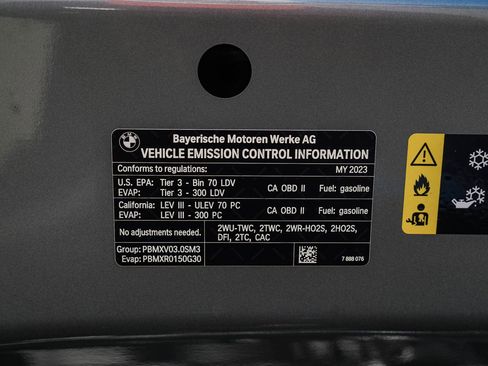 BMW
Bayerische Motoren Werke AG
VEHICLE EMISSION CONTROL INFORMATION
Conforms to regulations: MY 2023
U.S. EPA: Tier 3 - Bin 70 LDV CA OBD II Fuel: gasoline
EVAP: Tier 3 - 300 LDV
California: LEV III - ULEV 70 PC CA OBD II Fuel: gasoline
EVAP: LEV III - 300 PC
No adjustments needed. 2WU-TWC, 2TWC, 2WR-HO2S, 2HO2S,
DFI, 2TC, CAC
Group: PBMXV03.0SM3
Evap: PBMXR0150G30 7 888 076